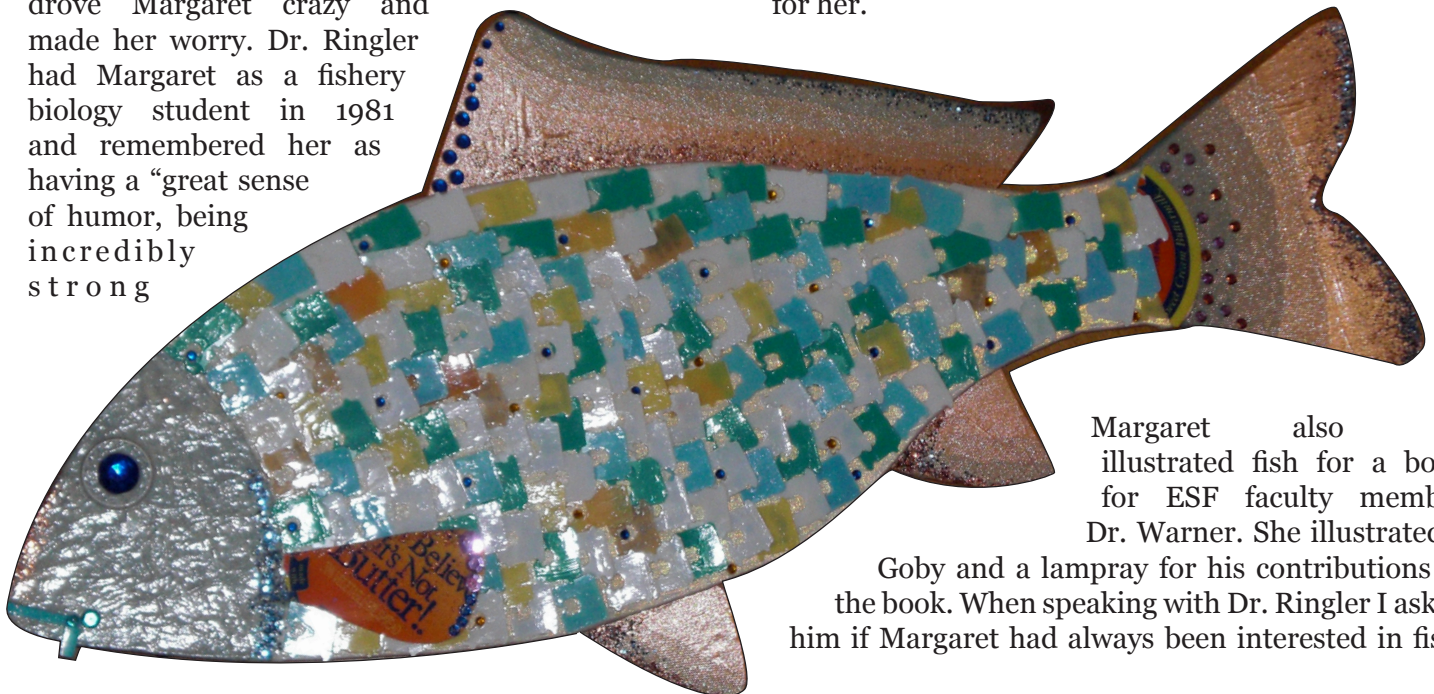 drove Margaret crazy and
made her worry. Dr. Ringler
had Margaret as a fishery
biology student in 1981
and remembered her as
having a “great sense
of humor, being
incredibly
strong
for her.
Believ
t's Not
Butter!
Sweet Cream Buttermilk
Margaret also
illustrated fish for a bo
for ESF faculty memb
Dr. Warner. She illustrated
Goby and a lampray for his contributions
the book. When speaking with Dr. Ringler I ask
him if Margaret had always been interested in fis